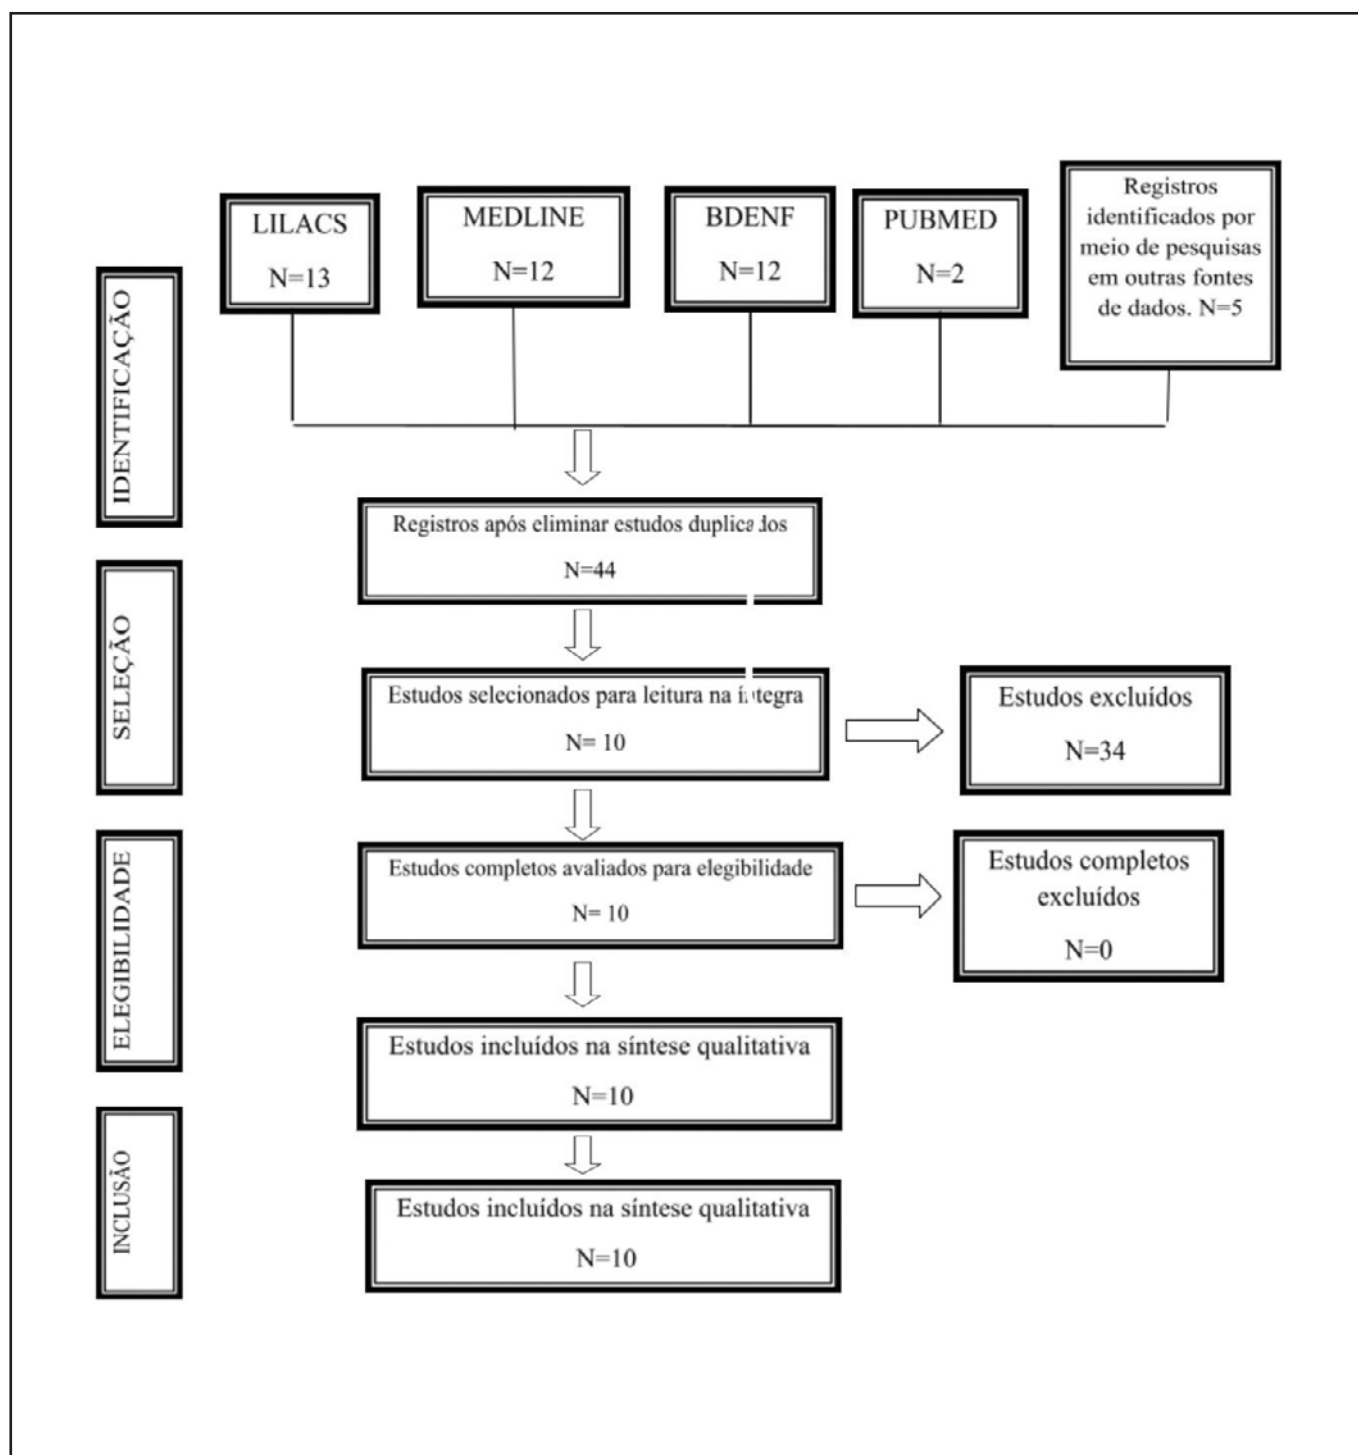 LILACS
N=13
MEDLINE
N=12
BDENF
N=12
PUBMED
N=2
Registros
identificados por
meio de pesquisas
em outras fontes
de dados. N=5
IDENTIFICAÇÃO
Registros após eliminar estudos duplicados
N=44
SELEÇÃO
Estudos selecionados para leitura na íntegra
N= 10
Estudos excluídos
N=34
ELEGIBILIDADE
Estudos completos avaliados para elegibilidade
N= 10
Estudos completos
excluídos
N=0
Estudos incluídos na síntese qualitativa
N=10
INCLUSÃO
Estudos incluídos na síntese qualitativa
N=10